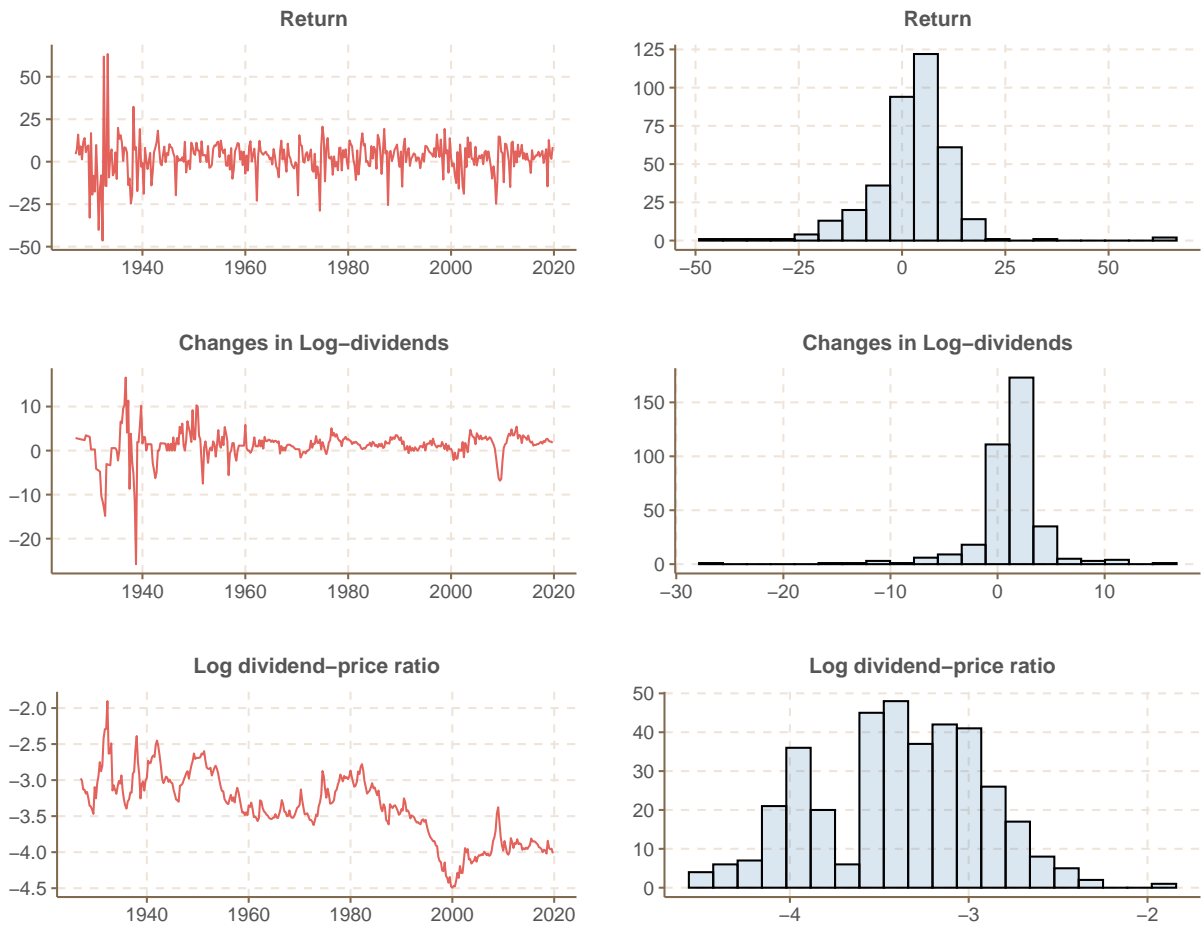 Return
50
25
0
−25
−50
1940 1960 1980 2000 2020
Return
125
100
75
50
25
0
−50 −25 0 25 50
Changes in Log−dividends
10
0
−10
−20
1940 1960 1980 2000 2020
Changes in Log−dividends
150
100
50
0
−30 −20 −10 0 10
Log dividend−price ratio
−2.0
−2.5
−3.0
−3.5
−4.0
−4.5
1940 1960 1980 2000 2020
Log dividend−price ratio
50
40
30
20
10
0
−4 −3 −2